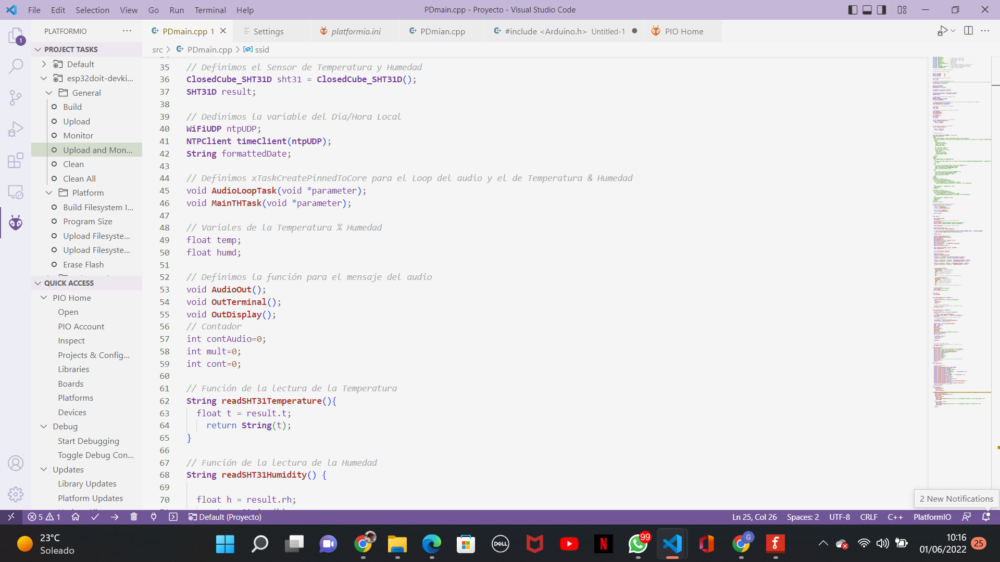 File Edit Selection View Go Run Terminal Help
PDmain.cpp - Proyecto - Visual Studio Code
PLATFORMIO
PDmain.cpp 1
Settings
platformio.ini
PDmian.cpp
#include <Arduino.h> Untitled-1
PIO Home
src > PDmain.cpp > ssid
1
PROJECT TASKS
Default
esp32doit-devki...
General
Build
Upload
Monitor
Upload and Mon...
Clean
Clean All
Platform
Build Filesystem I...
Program Size
Upload Filesyste...
Upload Filesyste...
Erase Flash
QUICK ACCESS
PIO Home
Open
PIO Account
Inspect
Projects & Config...
Libraries
Boards
Platforms
Devices
Debug
Start Debugging
Toggle Debug Con...
Updates
Library Updates
Platform Updates
35 // Definimos el Sensor de Temperatura y Humedad
36 ClosedCube_SHT31D sht31 = ClosedCube_SHT31D();
37 SHT31D result;
38
39 // Dedinimos la variable del Dia/Hora Local
40 WiFiUDP ntpUDP;
41 NTPClient timeClient(ntpUDP);
42 String formattedDate;
43
44 // Definimos xTaskCreatePinnedToCore para el Loop del audio y el de Temperatura & Humedad
45 void AudioLoopTask(void *parameter);
46 void MainTHTask(void *parameter);
47
48 // Variales de la Temperatura % Humedad
49 float temp;
50 float humd;
51
52 // Definimos la función para el mensaje del audio
53 void AudioOut();
54 void OutTerminal();
55 void OutDisplay();
56 // Contador
57 int contAudio=0;
58 int mult=0;
59 int cont=0;
60
61 // Función de la lectura de la Temperatura
62 String readSHT31Temperature(){
63 float t = result.t;
64 return String(t);
65 }
66
67 // Función de la lectura de la Humedad
68 String readSHT31Humidity() {
69
70 float h = result.rh;
2 New Notifications
5 1 Default (Proyecto)
Ln 25, Col 26 Spaces: 2 UTF-8 CRLF C++ PlatformIO
23°C
Soleado
DELL
N
99
G
10:16
01/06/2022
25